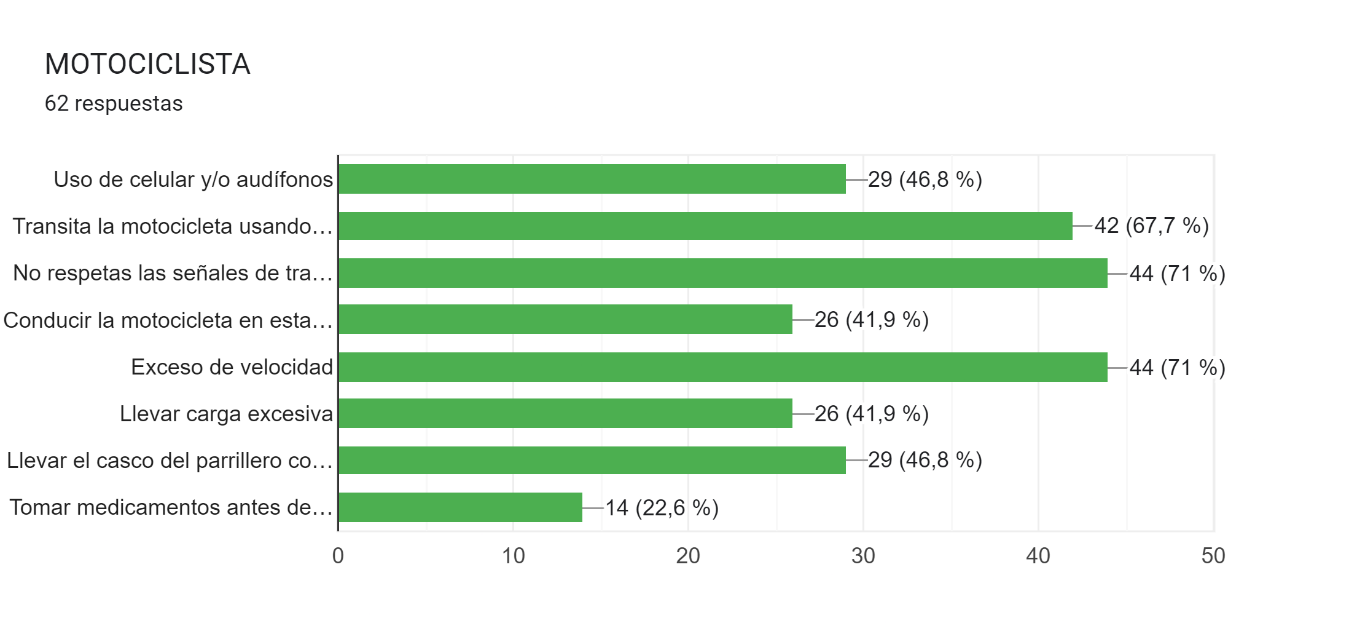 MOTOCICLISTA
62 respuestas
Uso de celular y/o audífonos 29 (46,8 %)
Transita la motocicleta usando… 42 (67,7 %)
No respetas las señales de tra… 44 (71 %)
Conducir la motocicleta en esta… 26 (41,9 %)
Exceso de velocidad 44 (71 %)
Llevar carga excesiva 26 (41,9 %)
Llevar el casco del parrillero co… 29 (46,8 %)
Tomar medicamentos antes de… 14 (22,6 %)
0 10 20 30 40 50